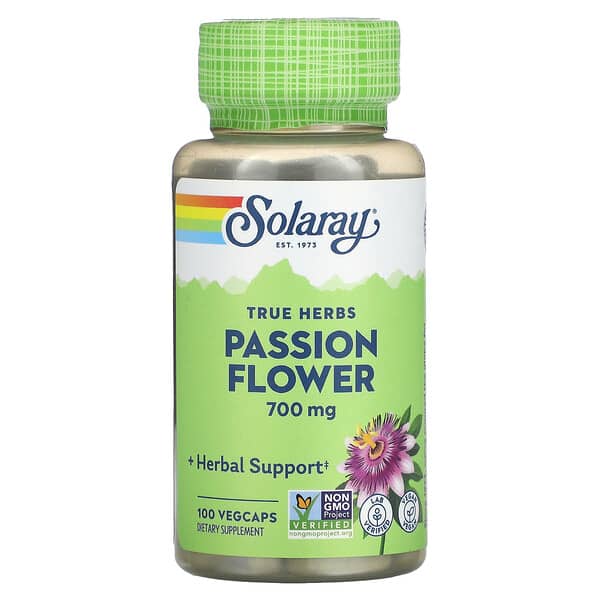 Solaray®
EST. 1973
TRUE HERBS
PASSION
FLOWER
700 mg
+ Herbal Support‡
100 VEGCAPS
DIETARY SUPPLEMENT
NON
GMO
Project
VERIFIED
nongmoproject.org
LAB
VERIFIED
VEGAN